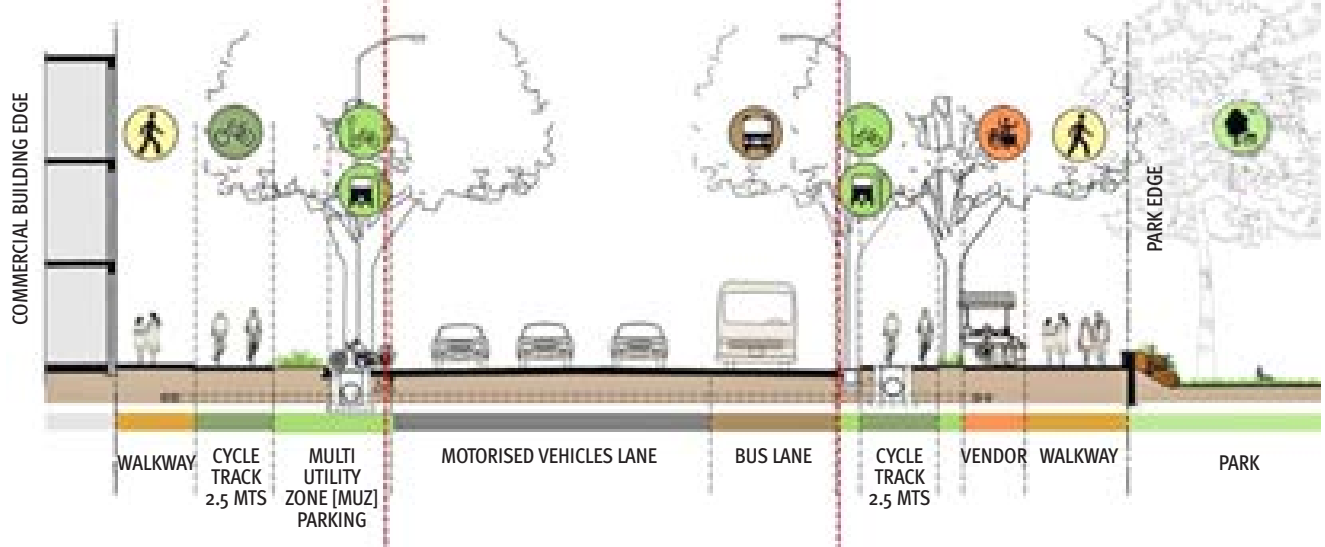 COMMERCIAL BUILDING EDGE
PARK EDGE
WALKWAY
CYCLE
TRACK
2.5 MTS
MULTI
UTILITY
ZONE [MUZ]
PARKING
MOTORISED VEHICLES LANE
BUS LANE
CYCLE
TRACK
2.5 MTS
VENDOR
WALKWAY
PARK